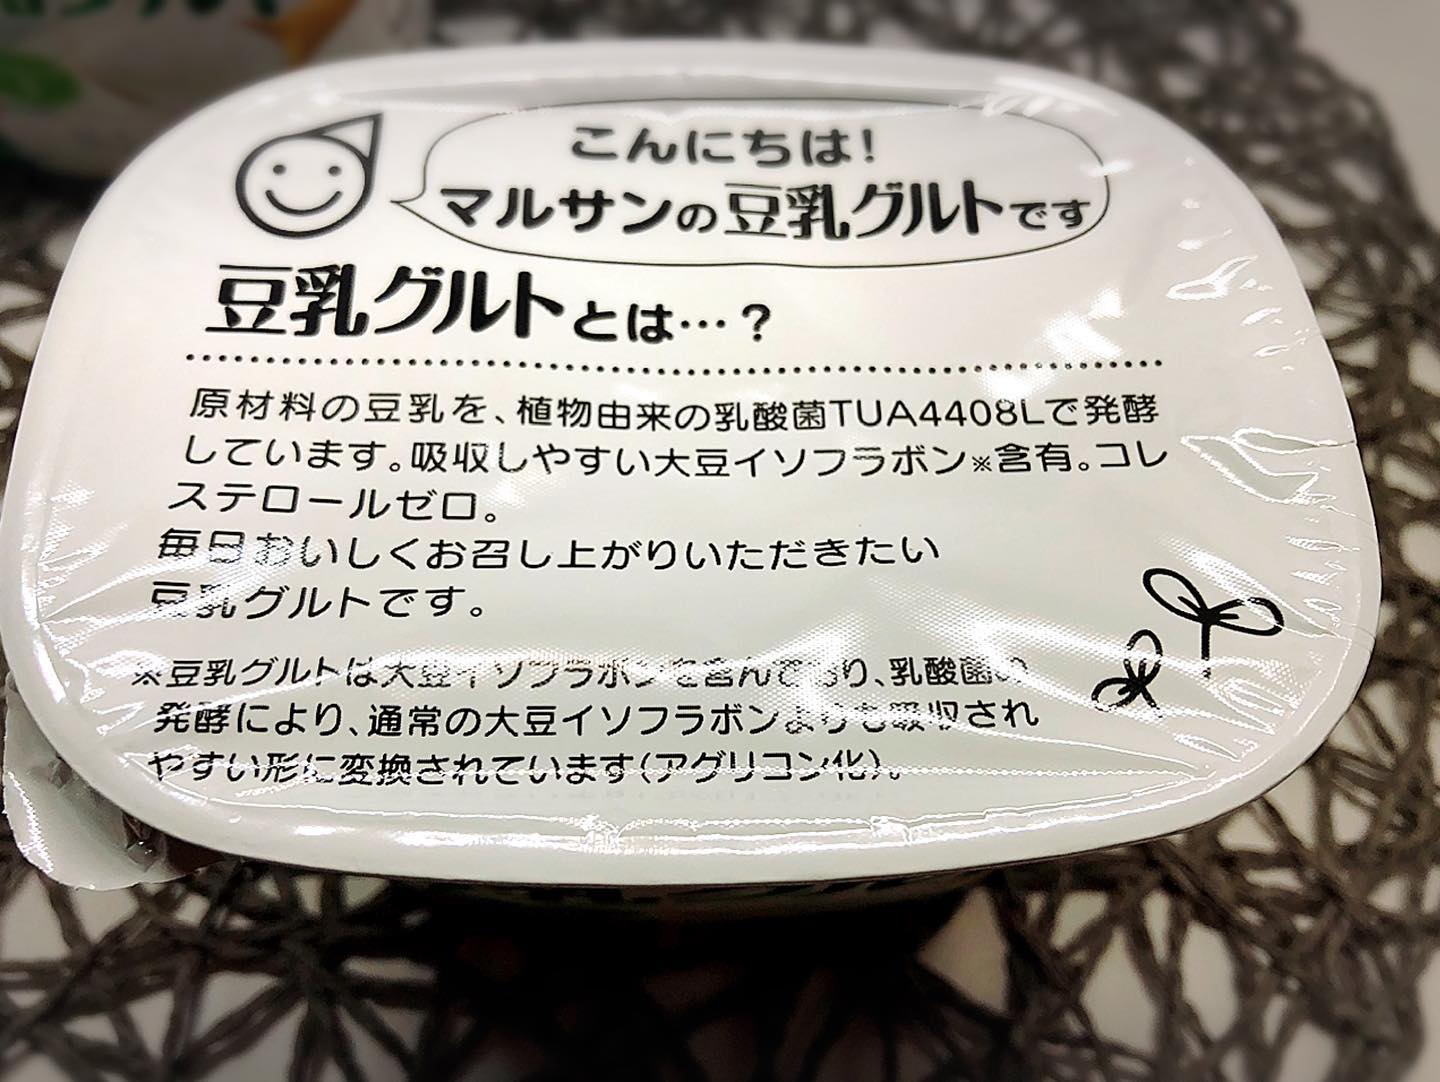 こんにちは!
マルサンの豆乳グルトです
豆乳グルトとは…?
原材料の豆乳を、植物由来の乳酸菌TUA4408Lで発酵
しています。吸収しやすい大豆イソフラボン※含有。コレ
ステロールゼロ。
毎日おいしくお召し上がりいただきたい
豆乳グルトです。
※豆乳グルトは大豆イソフラボンを含んでおり、乳酸菌の
発酵により、通常の大豆イソフラボンよりも吸収され
やすい形に変換されています(アグリコン化)。